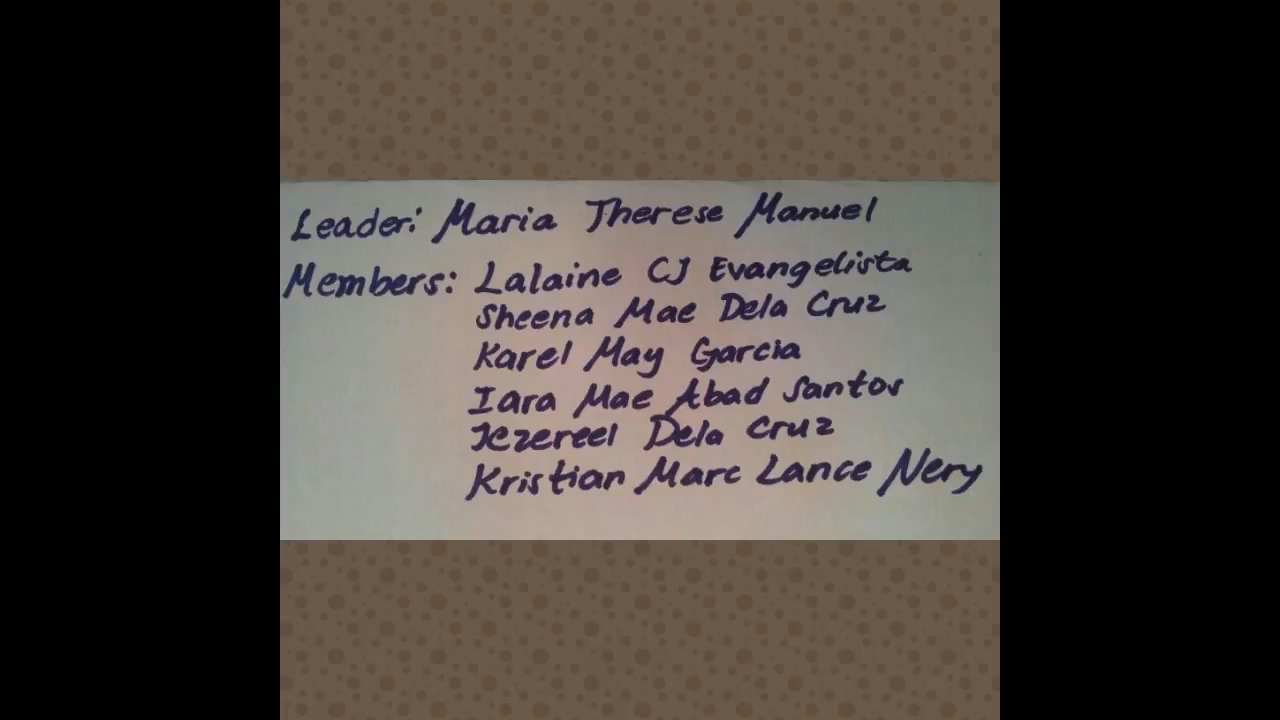 Leader: Maria Therese Manuel
Members: Lalaine CJ Evangelista
Sheena Mae Dela Cruz
Karel May Garcia
Iara Mae Abad Santos
Jezereel Dela Cruz
Kristian Marc Lance Nery